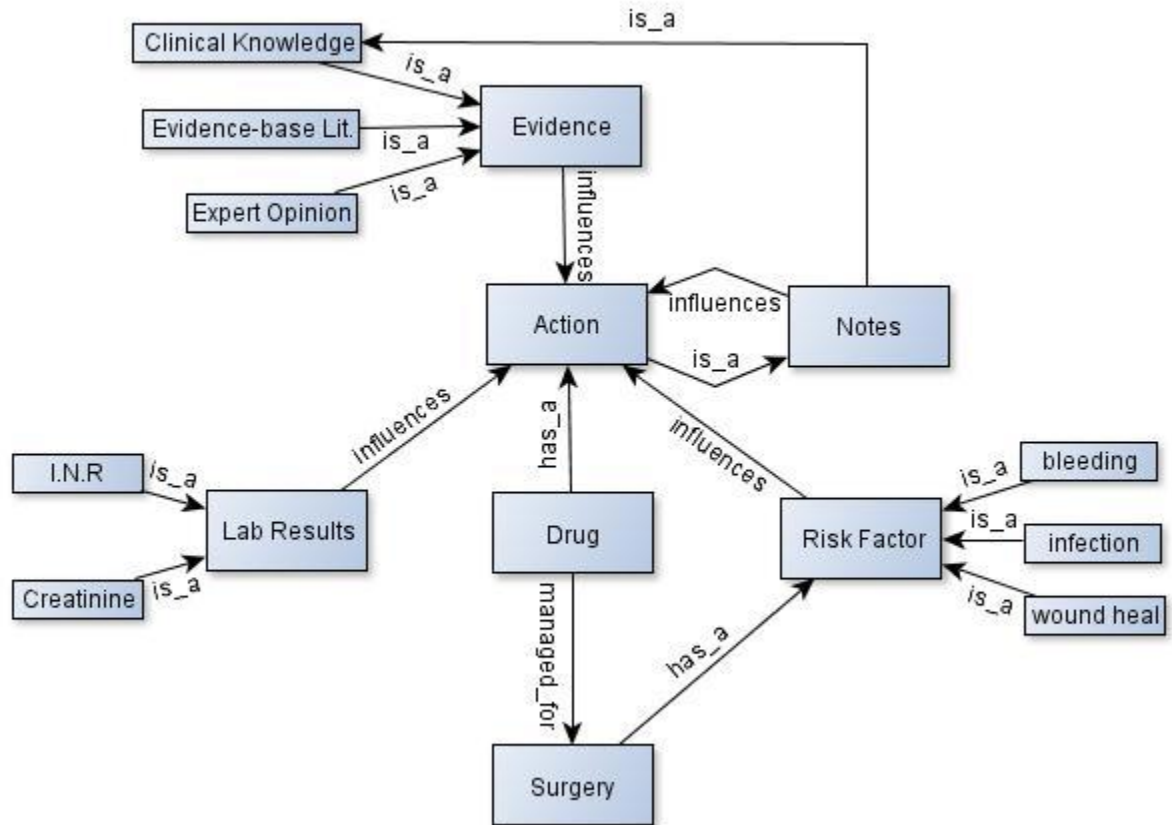 is_a
Clinical Knowledge
is_a
Evidence-base Lit.
is_a
Evidence
Expert Opinion
is_a
influences
Action
influences
Notes
is_a
influences
has_a
influences
I.N.R
is_a
Lab Results
Creatinine
is_a
Drug
Risk Factor
bleeding
is_a
infection
is_a
wound heal
is_a
managed_for
has_a
Surgery